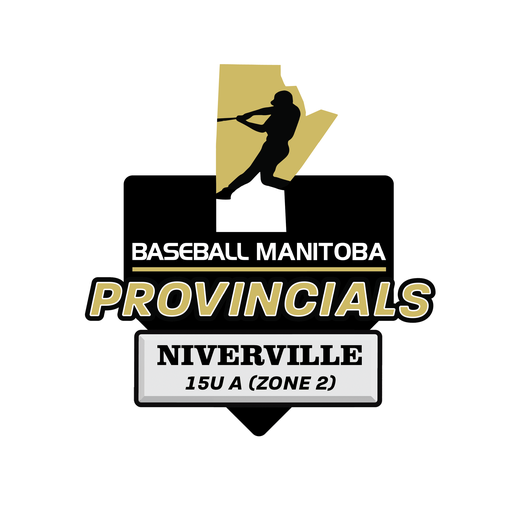 BASEBALL MANITOBA
PROVINCIALS
NIVERVILLE
15U A (ZONE 2)